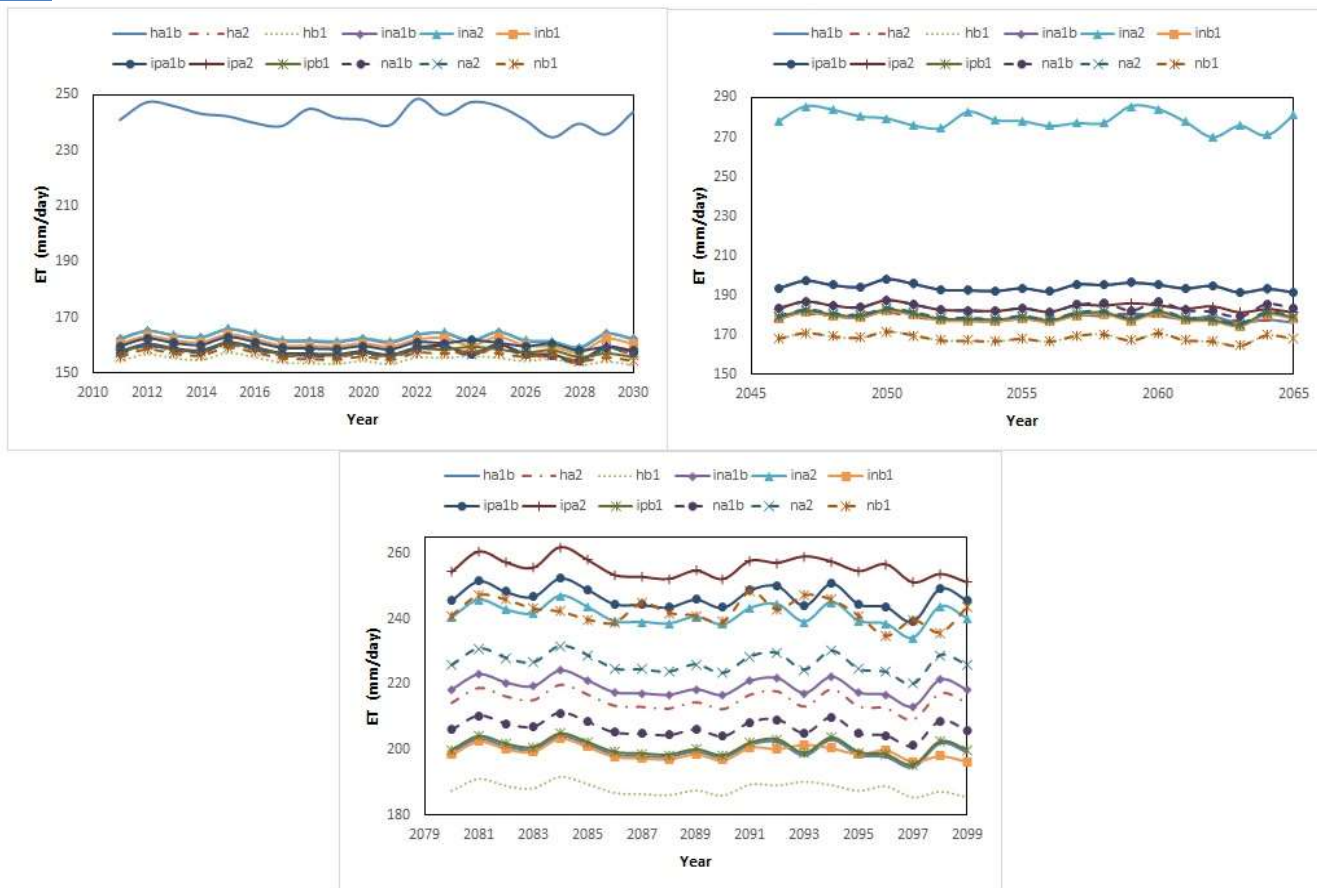 ha1b ha2 hb1 ina1b ina2 inb1
ipa1b ipa2 ipb1 na1b na2 nb1
250
230
210
190
170
150
ET (mm/day)
2010 2012 2014 2016 2018 2020 2022 2024 2026 2028 2030
Year
ha1b ha2 hb1 ina1b ina2 inb1
ipa1b ipa2 ipb1 na1b na2 nb1
290
270
250
230
210
190
170
150
ET (mm/day)
2045 2050 2055 2060 2065
Year
ha1b ha2 hb1 ina1b ina2 inb1
ipa1b ipa2 ipb1 na1b na2 nb1
260
240
220
200
180
ET (mm/day)
2079 2081 2083 2085 2087 2089 2091 2093 2095 2097 2099
Year